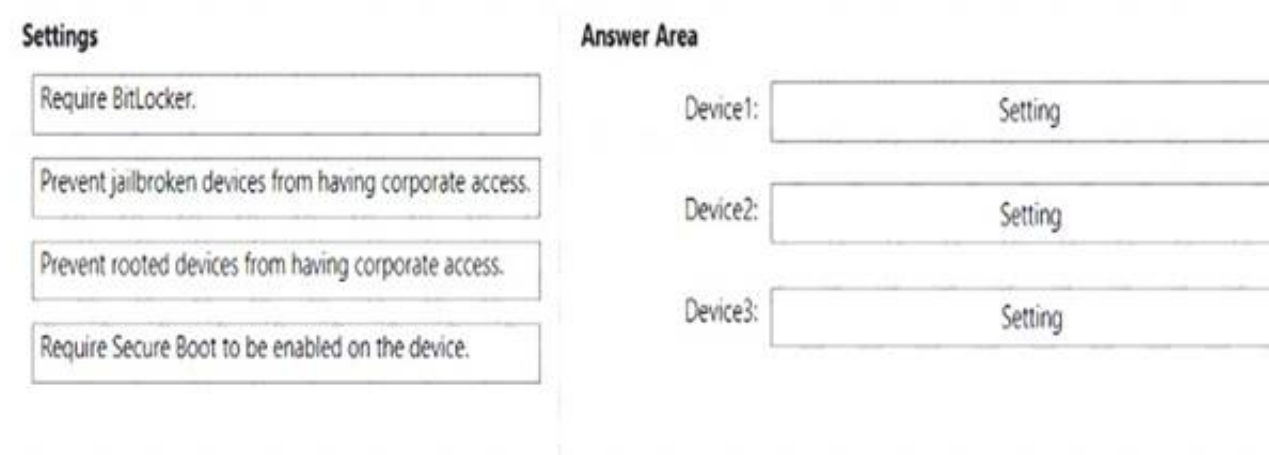 Settings
Require BitLocker.
Prevent jailbroken devices from having corporate access.
Prevent rooted devices from having corporate access.
Require Secure Boot to be enabled on the device.
Answer Area
Device1: Setting
Device2: Setting
Device3: Setting